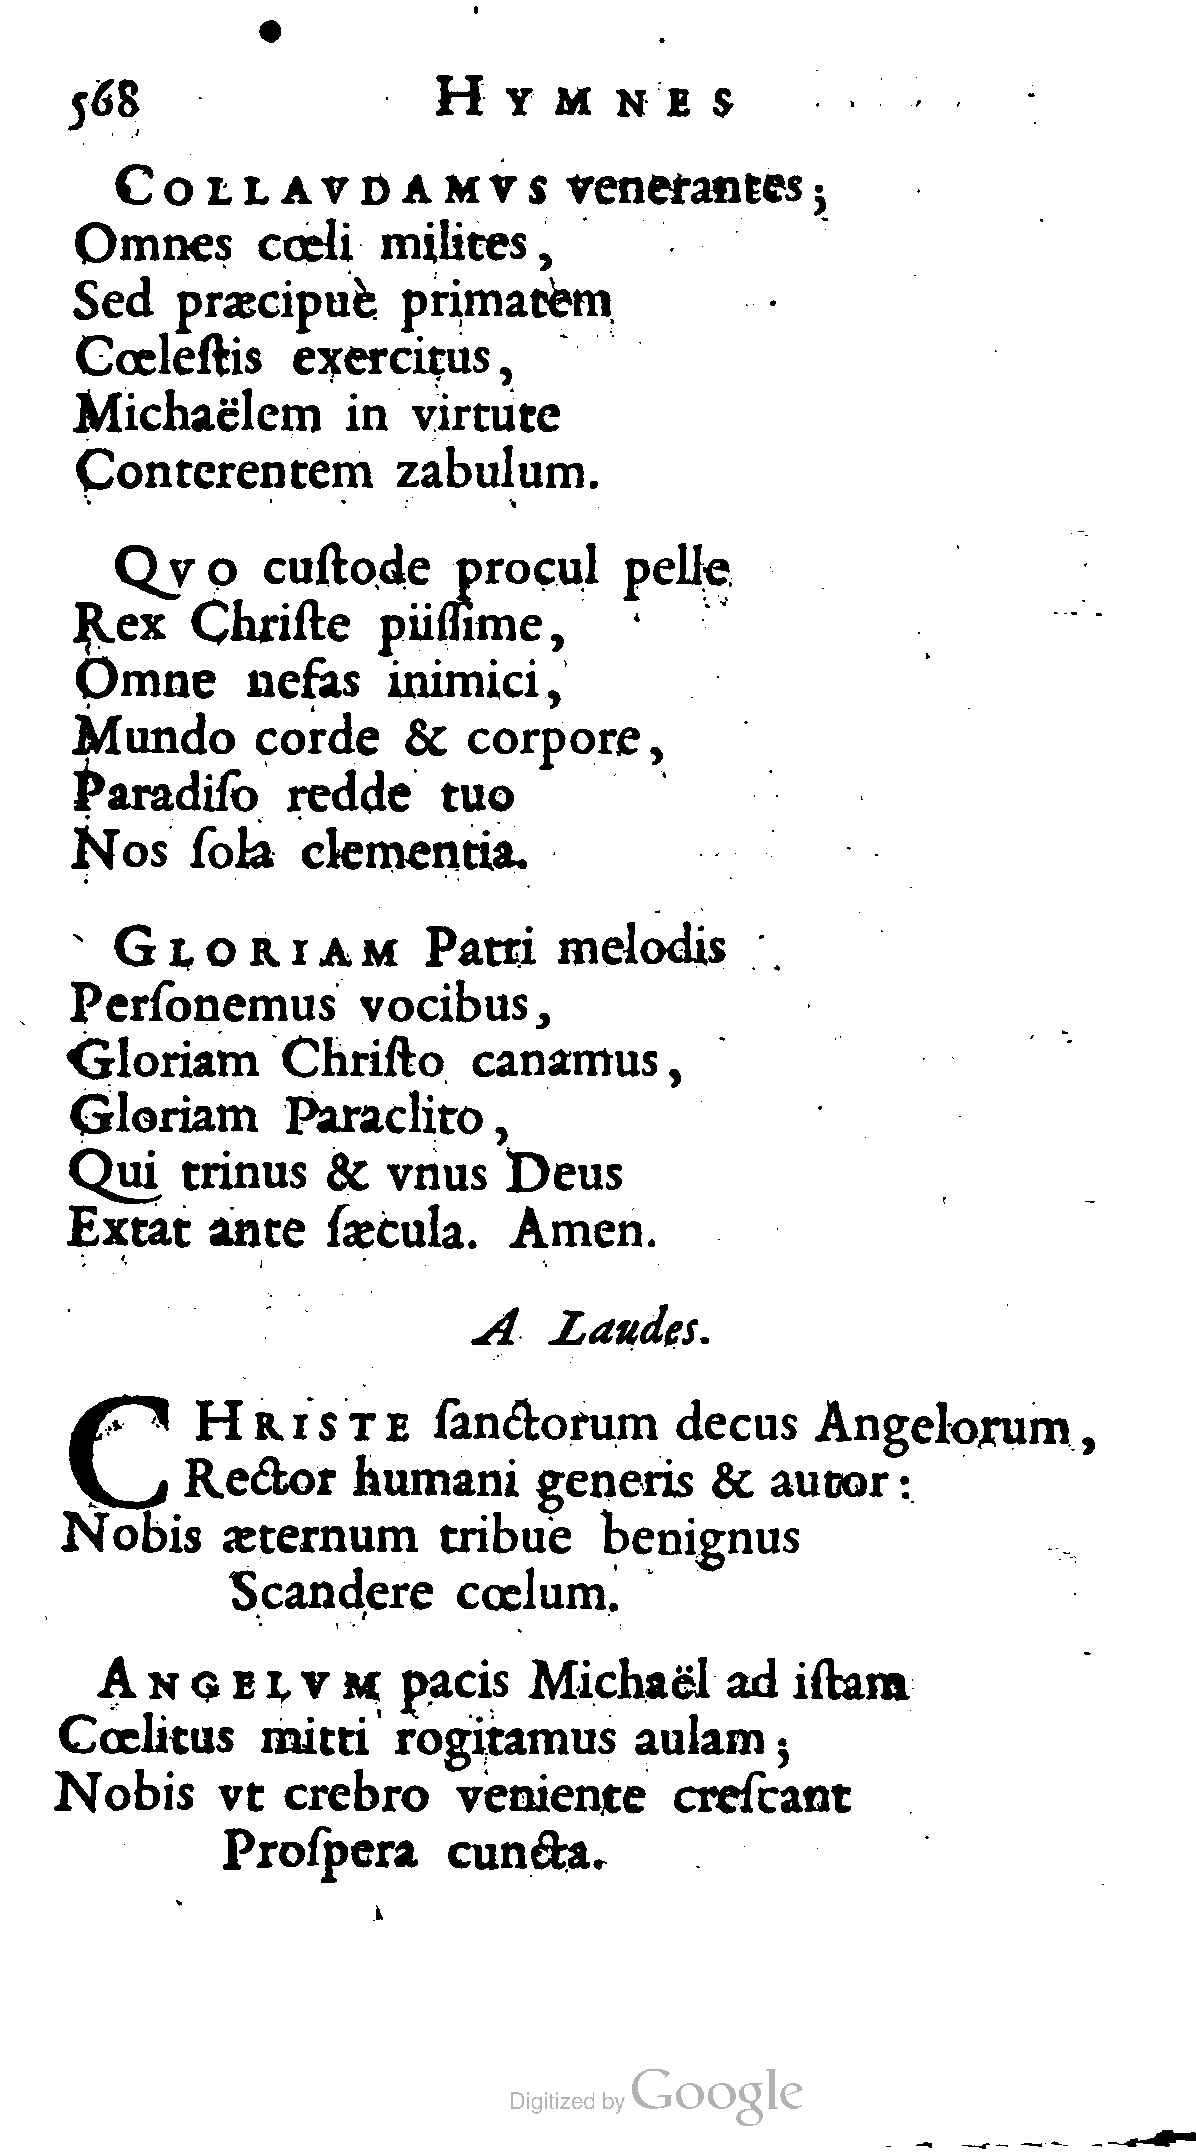 568 HYMNES
COLLAVDAMVS venerantes;
Omnes cœli milites,
Sed præcipuè primatem
Cœleſtis exercitus,
Michaëlem in virtute
Conterentem zabulum.
QVO cuſtode procul pelle
Rex Chriſte piiſſime,
Omne nefas inimici,
Mundo corde & corpore,
Paradiſo redde tuo
Nos ſola clementia.
GLORIAM Patri melodis
Perſonemus vocibus,
Gloriam Chriſto canamus,
Gloriam Paraclito,
Qui trinus & vnus Deus
Extat ante ſæcula. Amen.
A Laudes.
CHRISTE ſanctorum decus Angelorum,
Rector humani generis & autor:
Nobis æternum tribue benignus
Scandere cœlum.
ANGELVM pacis Michaël ad iſtam
Cœlitus mitti rogitamus aulam;
Nobis vt crebro veniente creſcant
Proſpera cuncta.
Digitized by Google